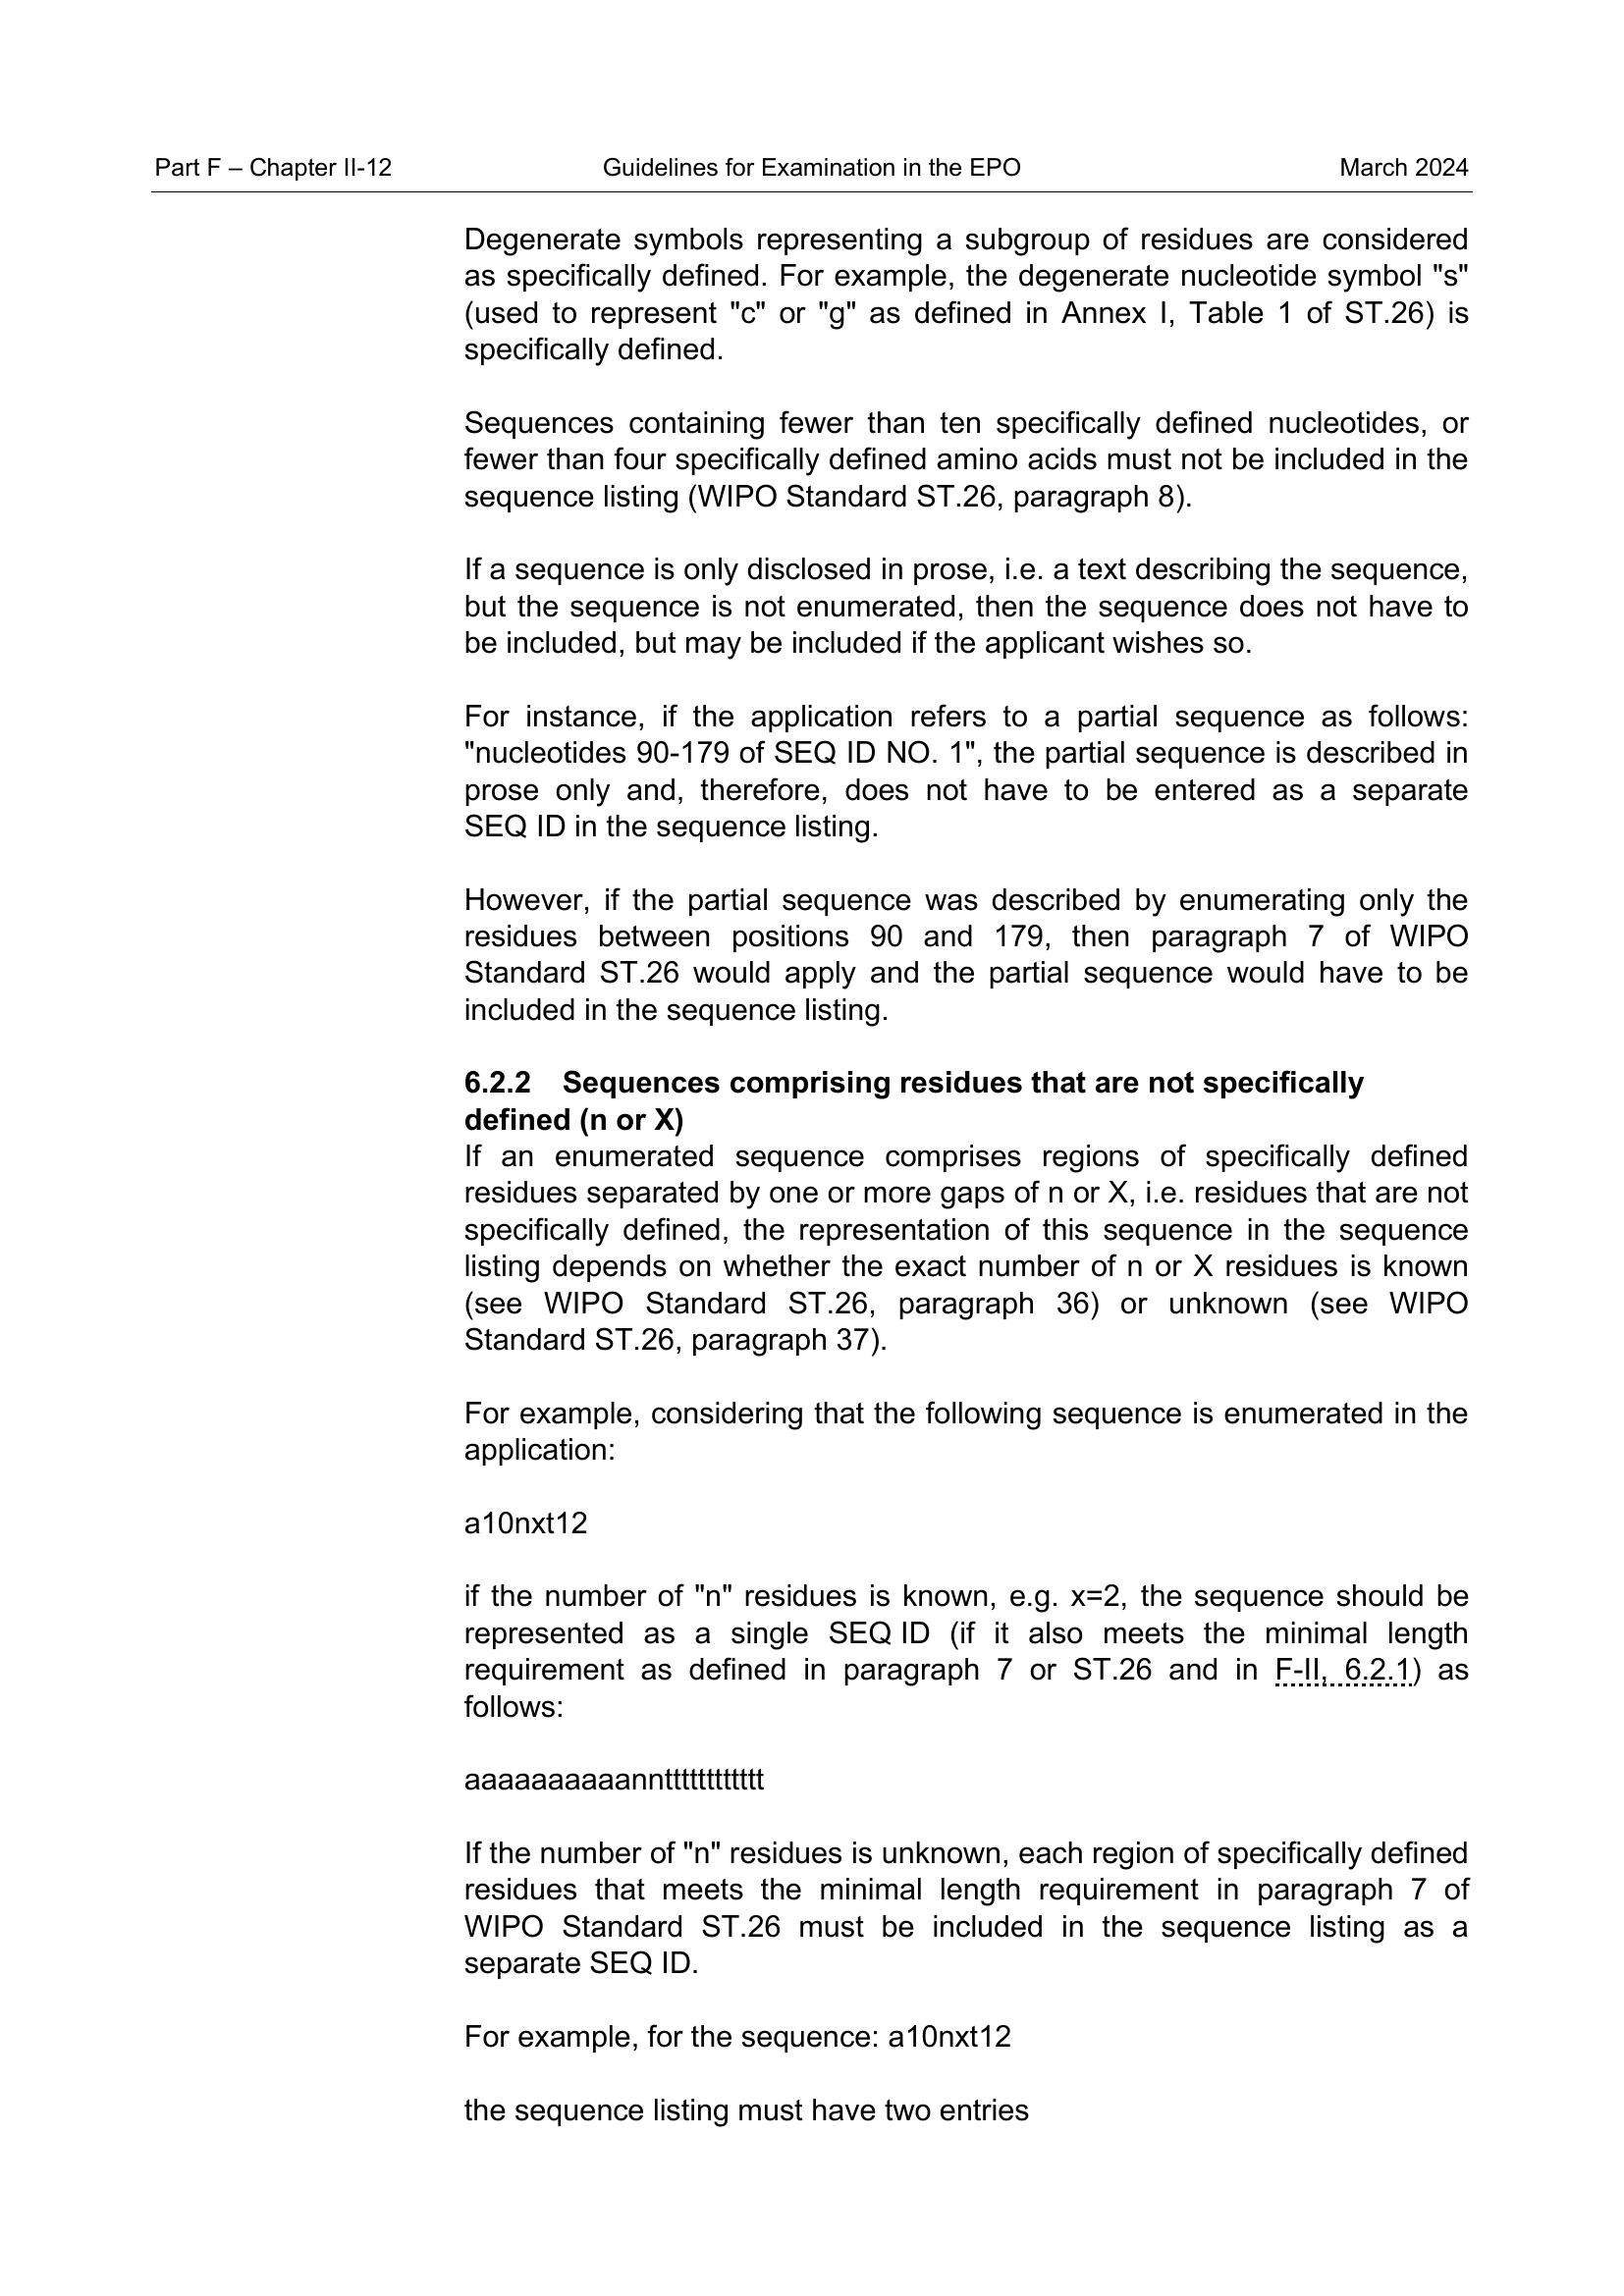 Part F – Chapter II-12 Guidelines for Examination in the EPO March 2024
Degenerate symbols representing a subgroup of residues are considered
as specifically defined. For example, the degenerate nucleotide symbol "s"
(used to represent "c" or "g" as defined in Annex I, Table 1 of ST.26) is
specifically defined.
Sequences containing fewer than ten specifically defined nucleotides, or
fewer than four specifically defined amino acids must not be included in the
sequence listing (WIPO Standard ST.26, paragraph 8).
If a sequence is only disclosed in prose, i.e. a text describing the sequence,
but the sequence is not enumerated, then the sequence does not have to
be included, but may be included if the applicant wishes so.
For instance, if the application refers to a partial sequence as follows:
"nucleotides 90-179 of SEQ ID NO. 1", the partial sequence is described in
prose only and, therefore, does not have to be entered as a separate
SEQ ID in the sequence listing.
However, if the partial sequence was described by enumerating only the
residues between positions 90 and 179, then paragraph 7 of WIPO
Standard ST.26 would apply and the partial sequence would have to be
included in the sequence listing.
6.2.2 Sequences comprising residues that are not specifically
defined (n or X)
If an enumerated sequence comprises regions of specifically defined
residues separated by one or more gaps of n or X, i.e. residues that are not
specifically defined, the representation of this sequence in the sequence
listing depends on whether the exact number of n or X residues is known
(see WIPO Standard ST.26, paragraph 36) or unknown (see WIPO
Standard ST.26, paragraph 37).
For example, considering that the following sequence is enumerated in the
application:
a10nxt12
if the number of "n" residues is known, e.g. x=2, the sequence should be
represented as a single SEQ ID (if it also meets the minimal length
requirement as defined in paragraph 7 or ST.26 and in F-II, 6.2.1) as
follows:
aaaaaaaaaanntttttttttttt
If the number of "n" residues is unknown, each region of specifically defined
residues that meets the minimal length requirement in paragraph 7 of
WIPO Standard ST.26 must be included in the sequence listing as a
separate SEQ ID.
For example, for the sequence: a10nxt12
the sequence listing must have two entries